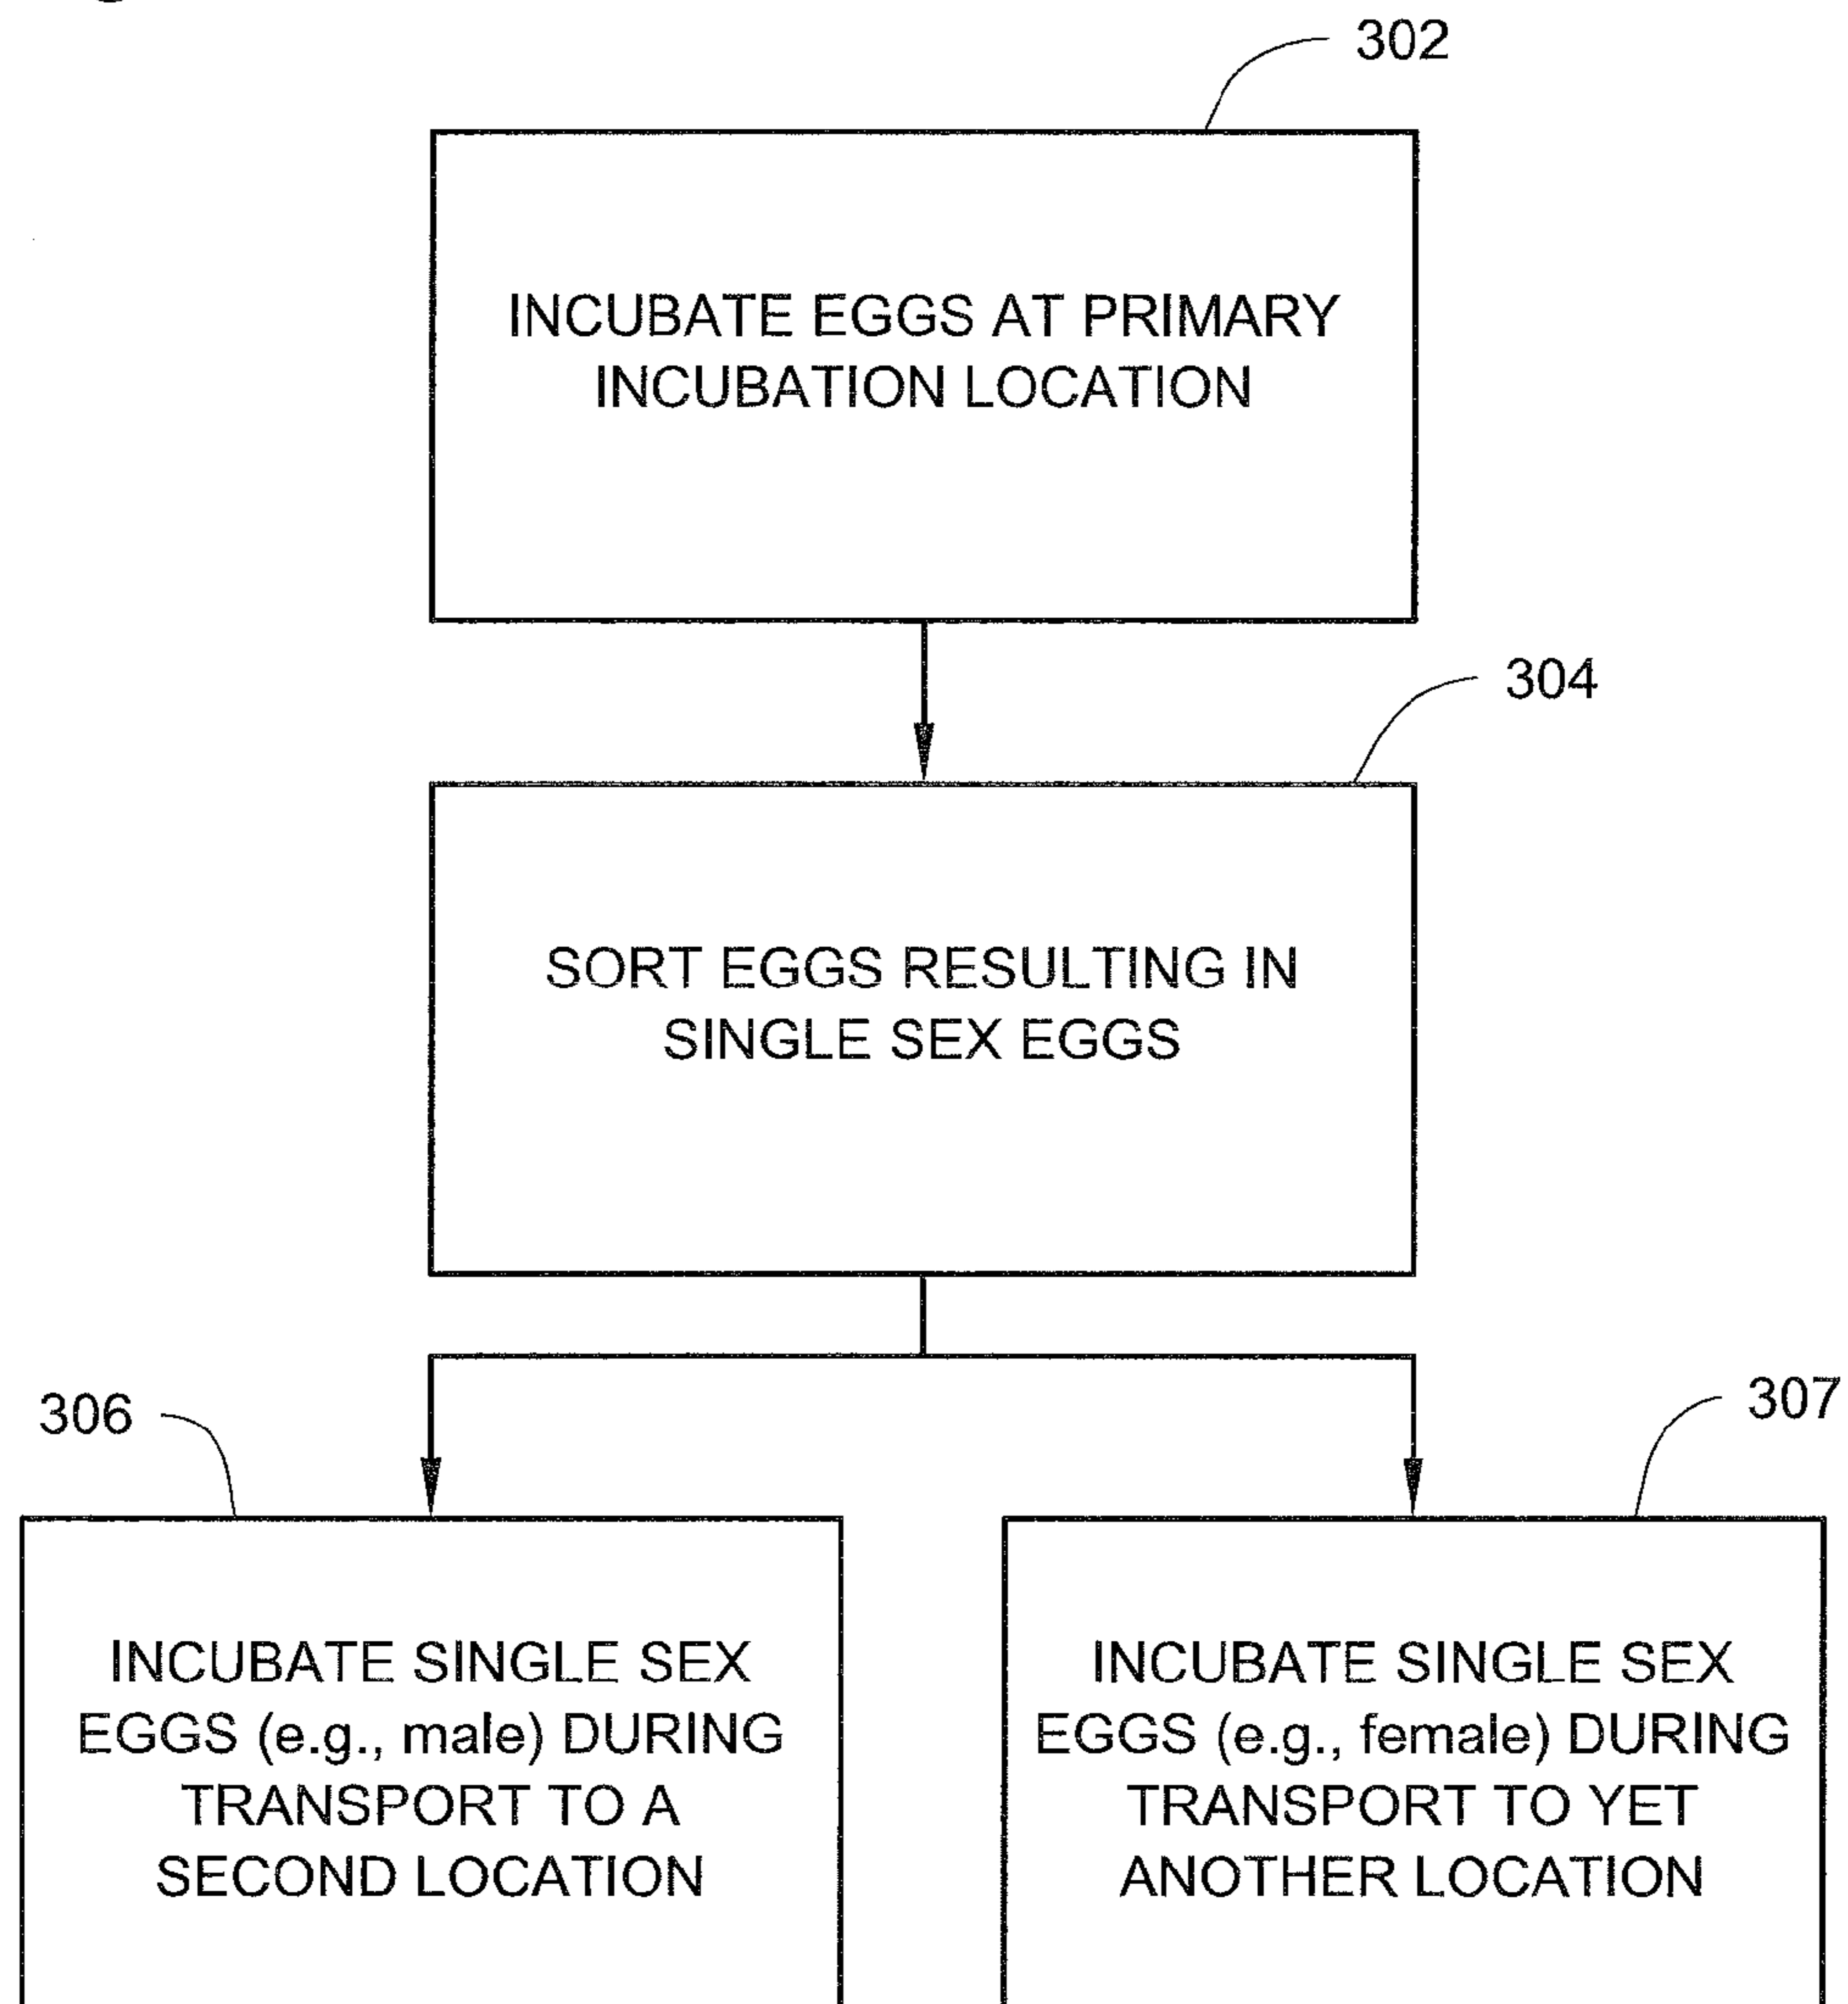 302
INCUBATE EGGS AT PRIMARY
INCUBATION LOCATION
304
SORT EGGS RESULTING IN
SINGLE SEX EGGS
306
307
INCUBATE SINGLE SEX
EGGS (e.g., male) DURING
TRANSPORT TO A
SECOND LOCATION
INCUBATE SINGLE SEX
EGGS (e.g., female) DURING
TRANSPORT TO YET
ANOTHER LOCATION